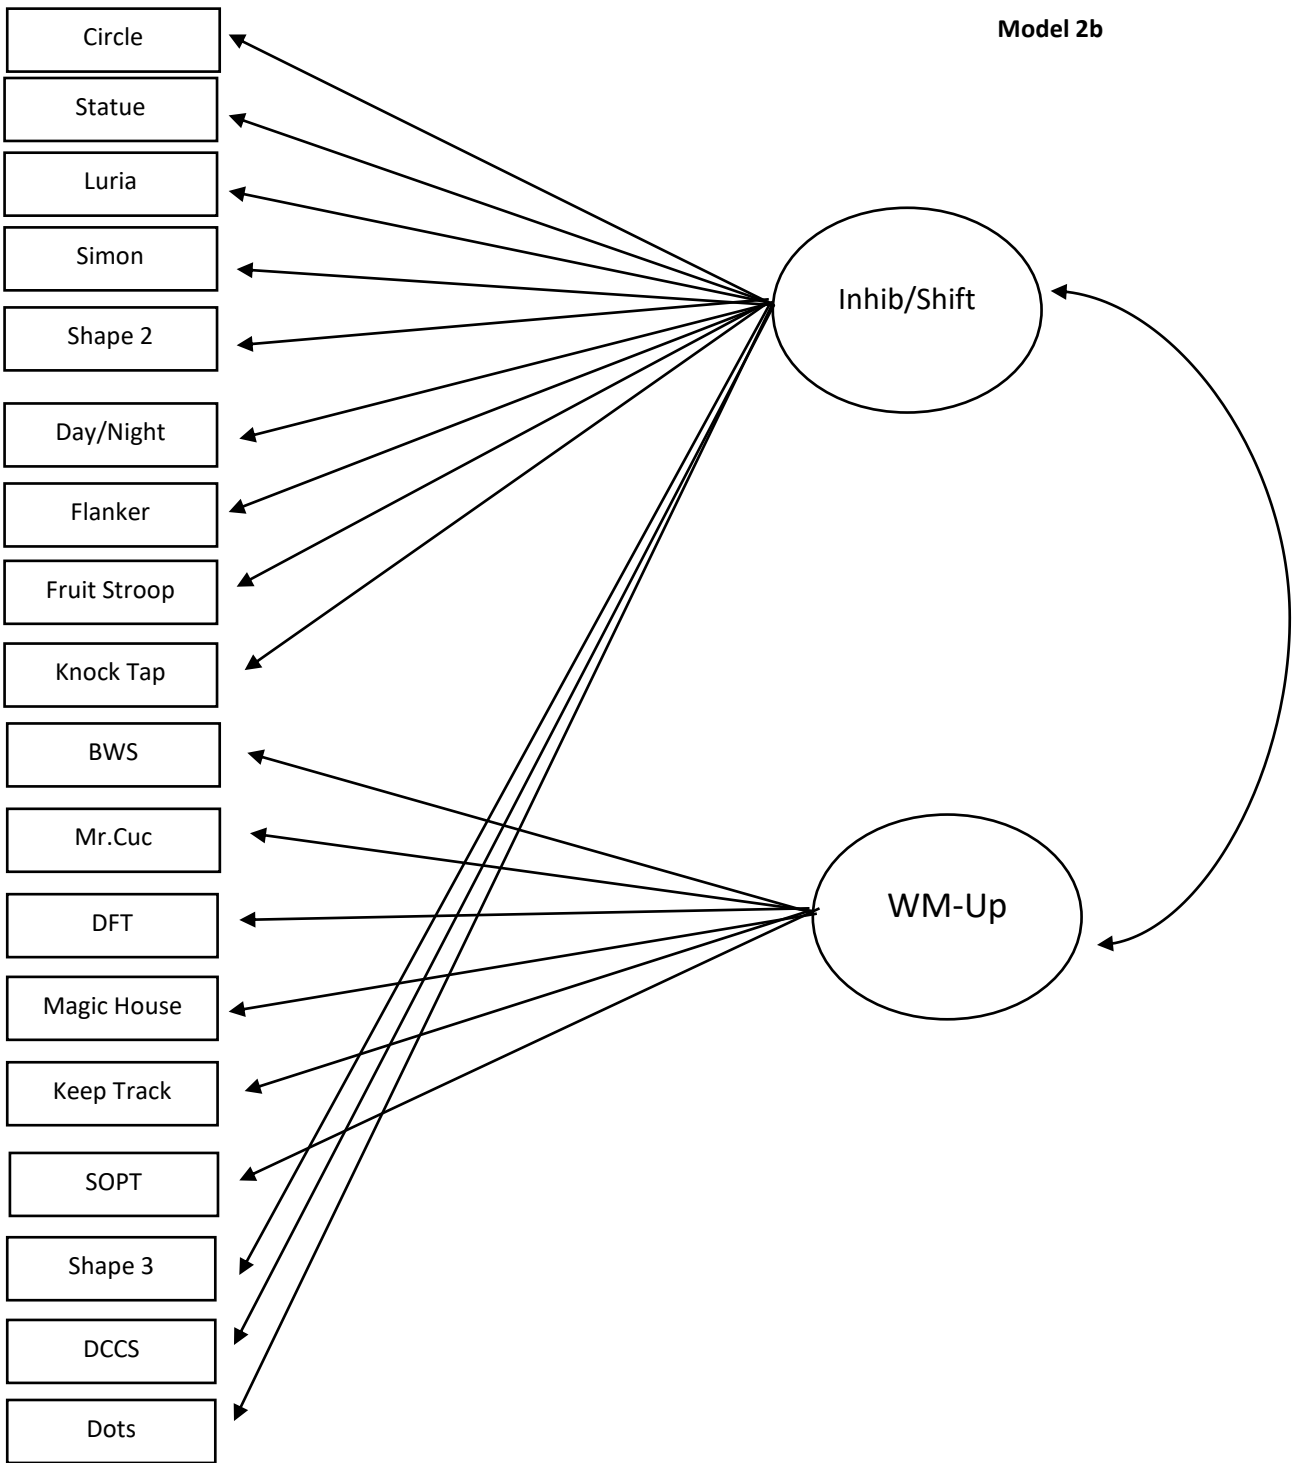 Model 2b
Circle
Statue
Luria
Simon
Shape 2
Day/Night
Flanker
Fruit Stroop
Knock Tap
BWS
Mr.Cuc
DFT
Magic House
Keep Track
SOPT
Shape 3
DCCS
Dots
Inhib/Shift
WM-Up